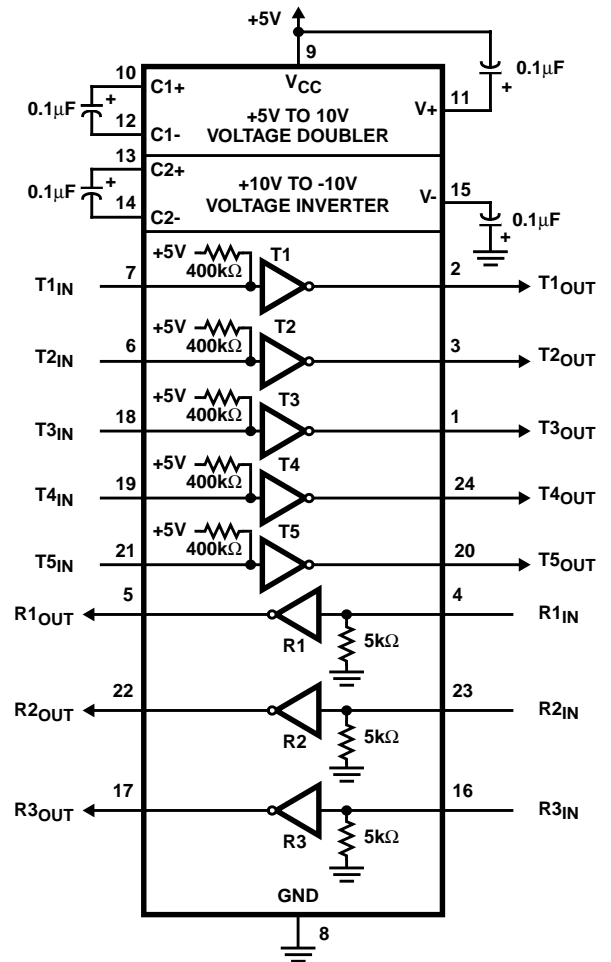 +5V
9
10
VCC
0.1µF
+
C1+
+5V TO 10V
VOLTAGE DOUBLER
V+
11
0.1µF
+
12
C1-
13
C2+
0.1µF
+
+10V TO -10V
VOLTAGE INVERTER
V-
15
14
C2-
0.1µF
+
+5V
400kΩ
T1
T1IN
7
2
T1OUT
+5V
400kΩ
T2
T2IN
6
3
T2OUT
+5V
400kΩ
T3
T3IN
18
1
T3OUT
+5V
400kΩ
T4
T4IN
19
24
T4OUT
+5V
400kΩ
T5
T5IN
21
20
T5OUT
R1OUT
5
4
R1IN
R1
5kΩ
R2OUT
22
23
R2IN
R2
5kΩ
R3OUT
17
16
R3IN
R3
5kΩ
GND
8